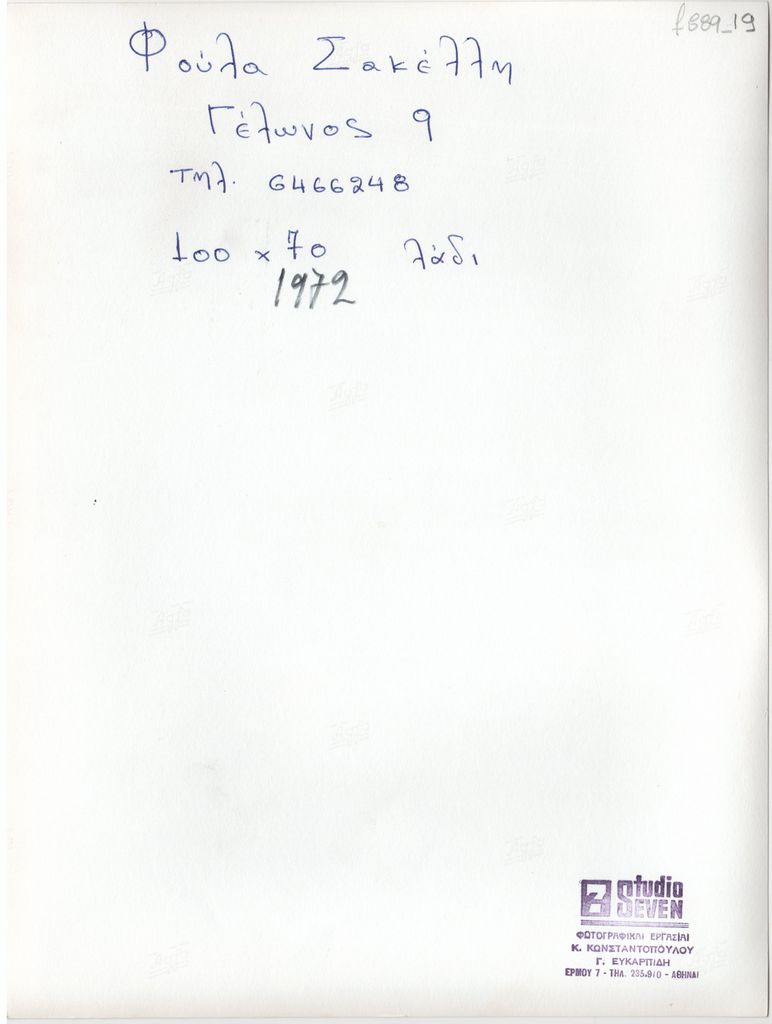 f889_19
Φούλα Σακέλλη
Γέλωνος 9
τηλ. 6466248
100 x 70 λάδι
1972
7 Studio
SEVEN
ΦΩΤΟΓΡΑΦΙΚΑΙ ΕΡΓΑΣΙΑΙ
Κ. ΚΩΝΣΤΑΝΤΟΠΟΥΛΟΥ
Γ. ΕΥΚΑΡΠΙΔΗ
ΕΡΜΟΥ 7 - ΤΗΛ. 235.910 - ΑΘΗΝΑΙ